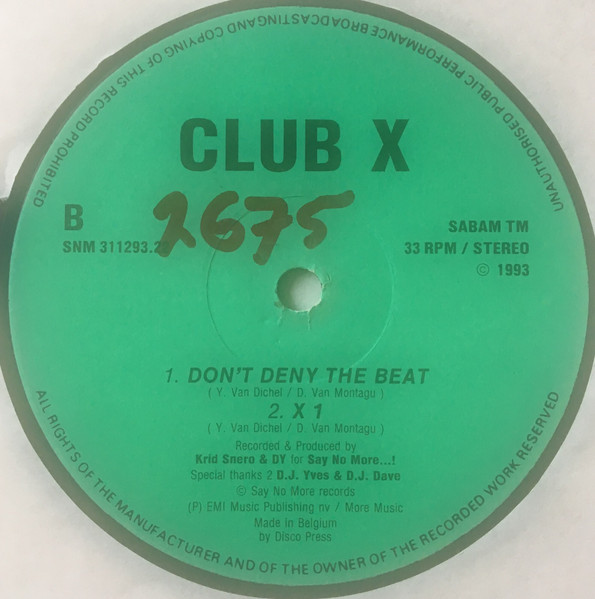 UNAUTHORISED PUBLIC PERFORMANCE BROADCASTING AND COPYING OF THIS RECORD PROHIBITED
CLUB X
B
2675
SABAM TM
SNM 311293.2
33 RPM / STEREO
© 1993
1. DON'T DENY THE BEAT
( Y. Van Dichel / D. Van Montagu )
2. X 1
( Y. Van Dichel / D. Van Montagu )
Recorded & Produced by
Krid Snero & DY for Say No More...!
Special thanks 2 D.J. Yves & D.J. Dave
© Say No More records
(P) EMI Music Publishing nv / More Music
Made in Belgium
by Disco Press
ALL RIGHTS OF THE MANUFACTURER AND OF THE OWNER OF THE RECORDED WORK RESERVED